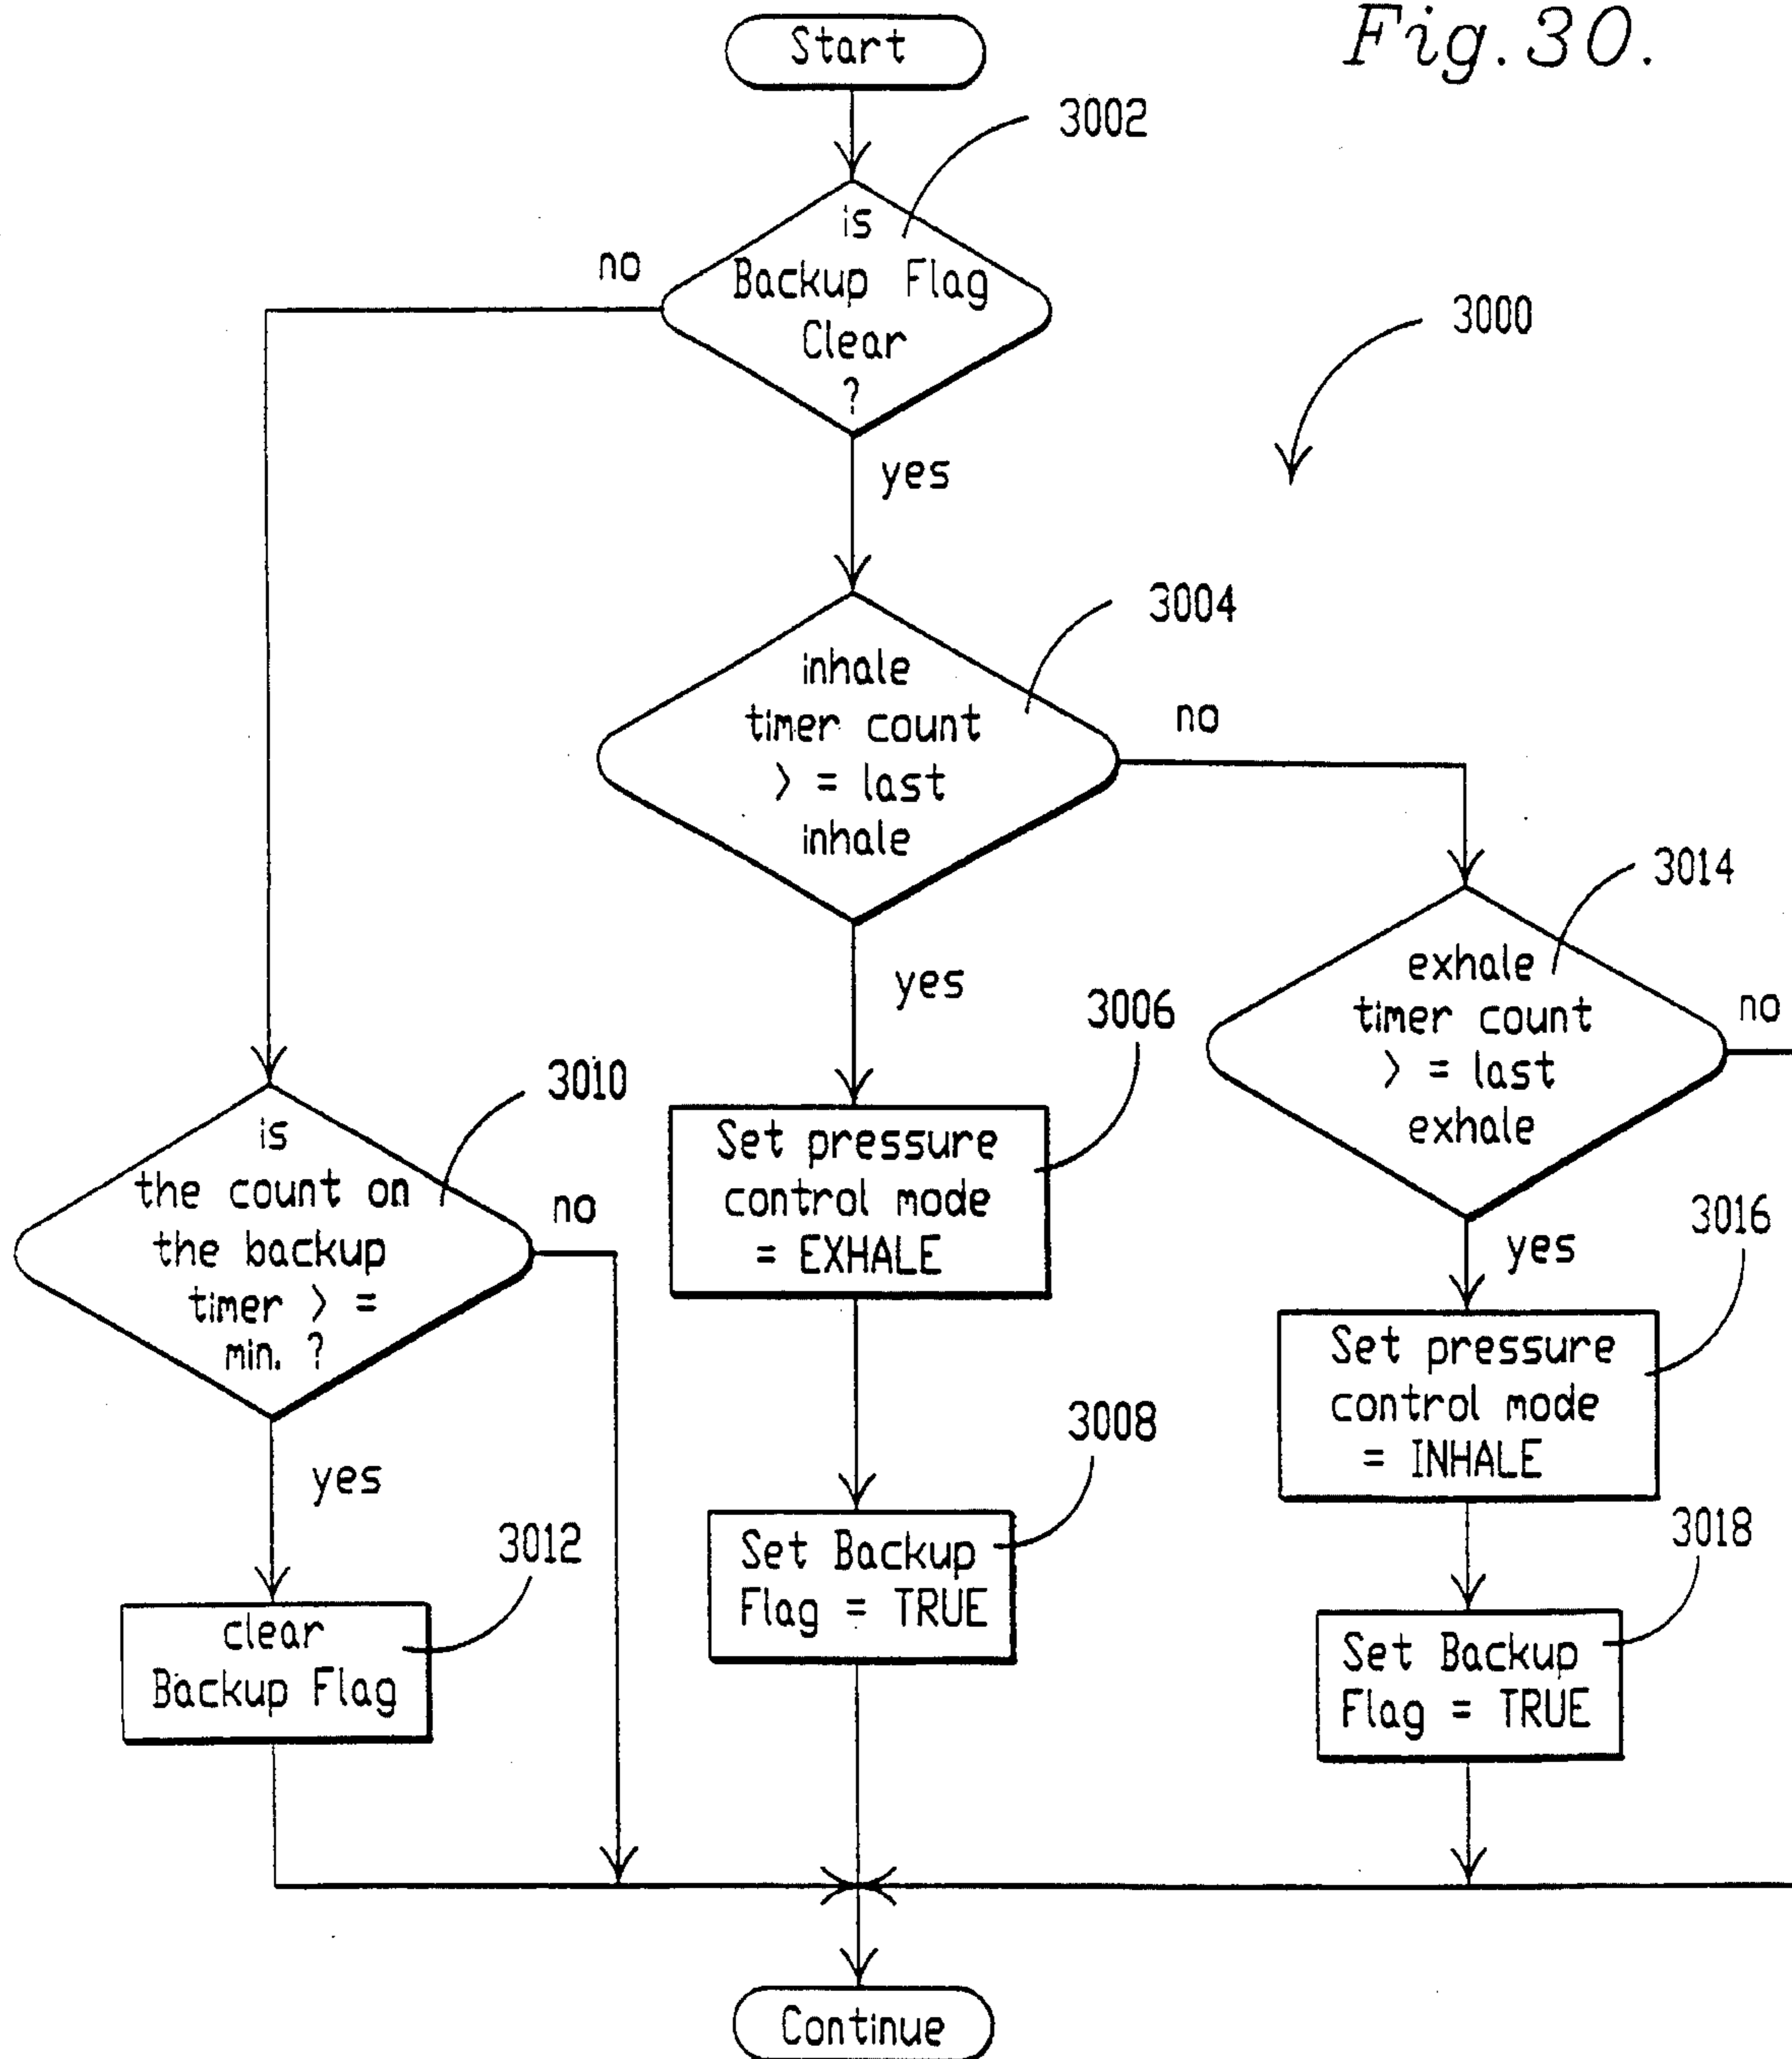 Fig. 30.
Start
3002
is
Backup Flag
Clear
?
no
yes
3000
3004
inhale
timer count
> = last
inhale
no
yes
3014
exhale
timer count
> = last
exhale
no
yes
3006
Set pressure
control mode
= EXHALE
3010
is
the count on
the backup
timer > =
min. ?
no
yes
3016
Set pressure
control mode
= INHALE
3008
Set Backup
Flag = TRUE
3012
clear
Backup Flag
3018
Set Backup
Flag = TRUE
Continue